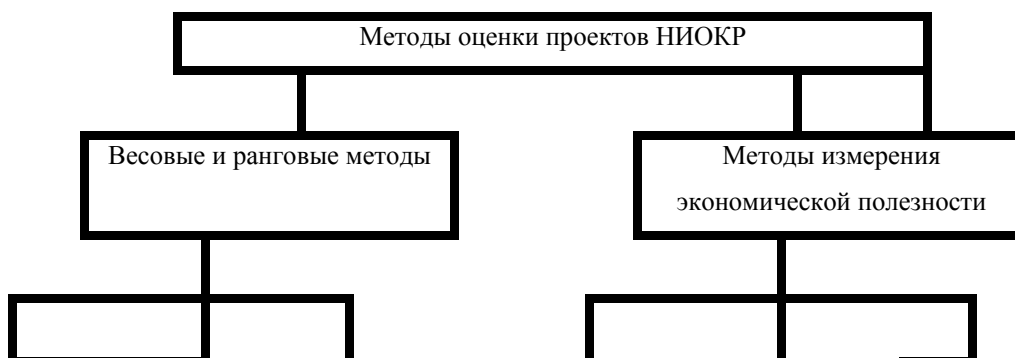 Методы оценки проектов НИОКР
Весовые и ранговые методы
Методы измерения
экономической полезности